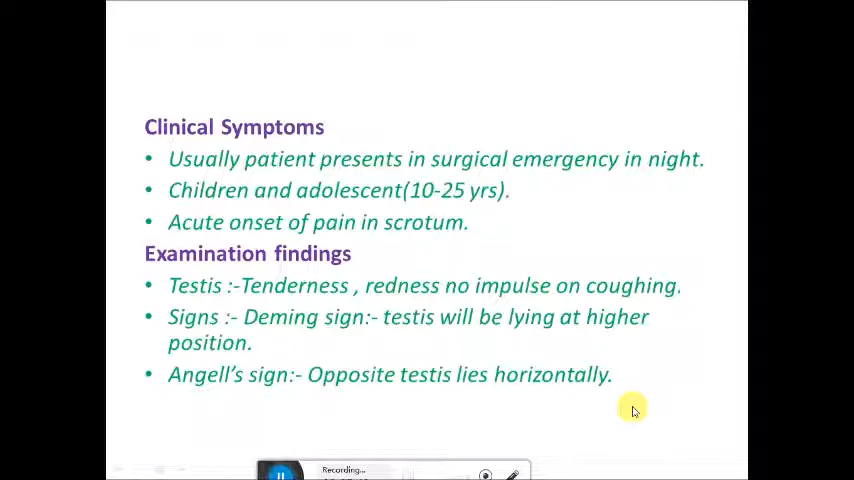 Clinical Symptoms
• Usually patient presents in surgical emergency in night.
• Children and adolescent(10-25 yrs).
• Acute onset of pain in scrotum.
Examination findings
• Testis :-Tenderness , redness no impulse on coughing.
• Signs :- Deming sign:- testis will be lying at higher
position.
• Angell's sign:- Opposite testis lies horizontally.
Recording...